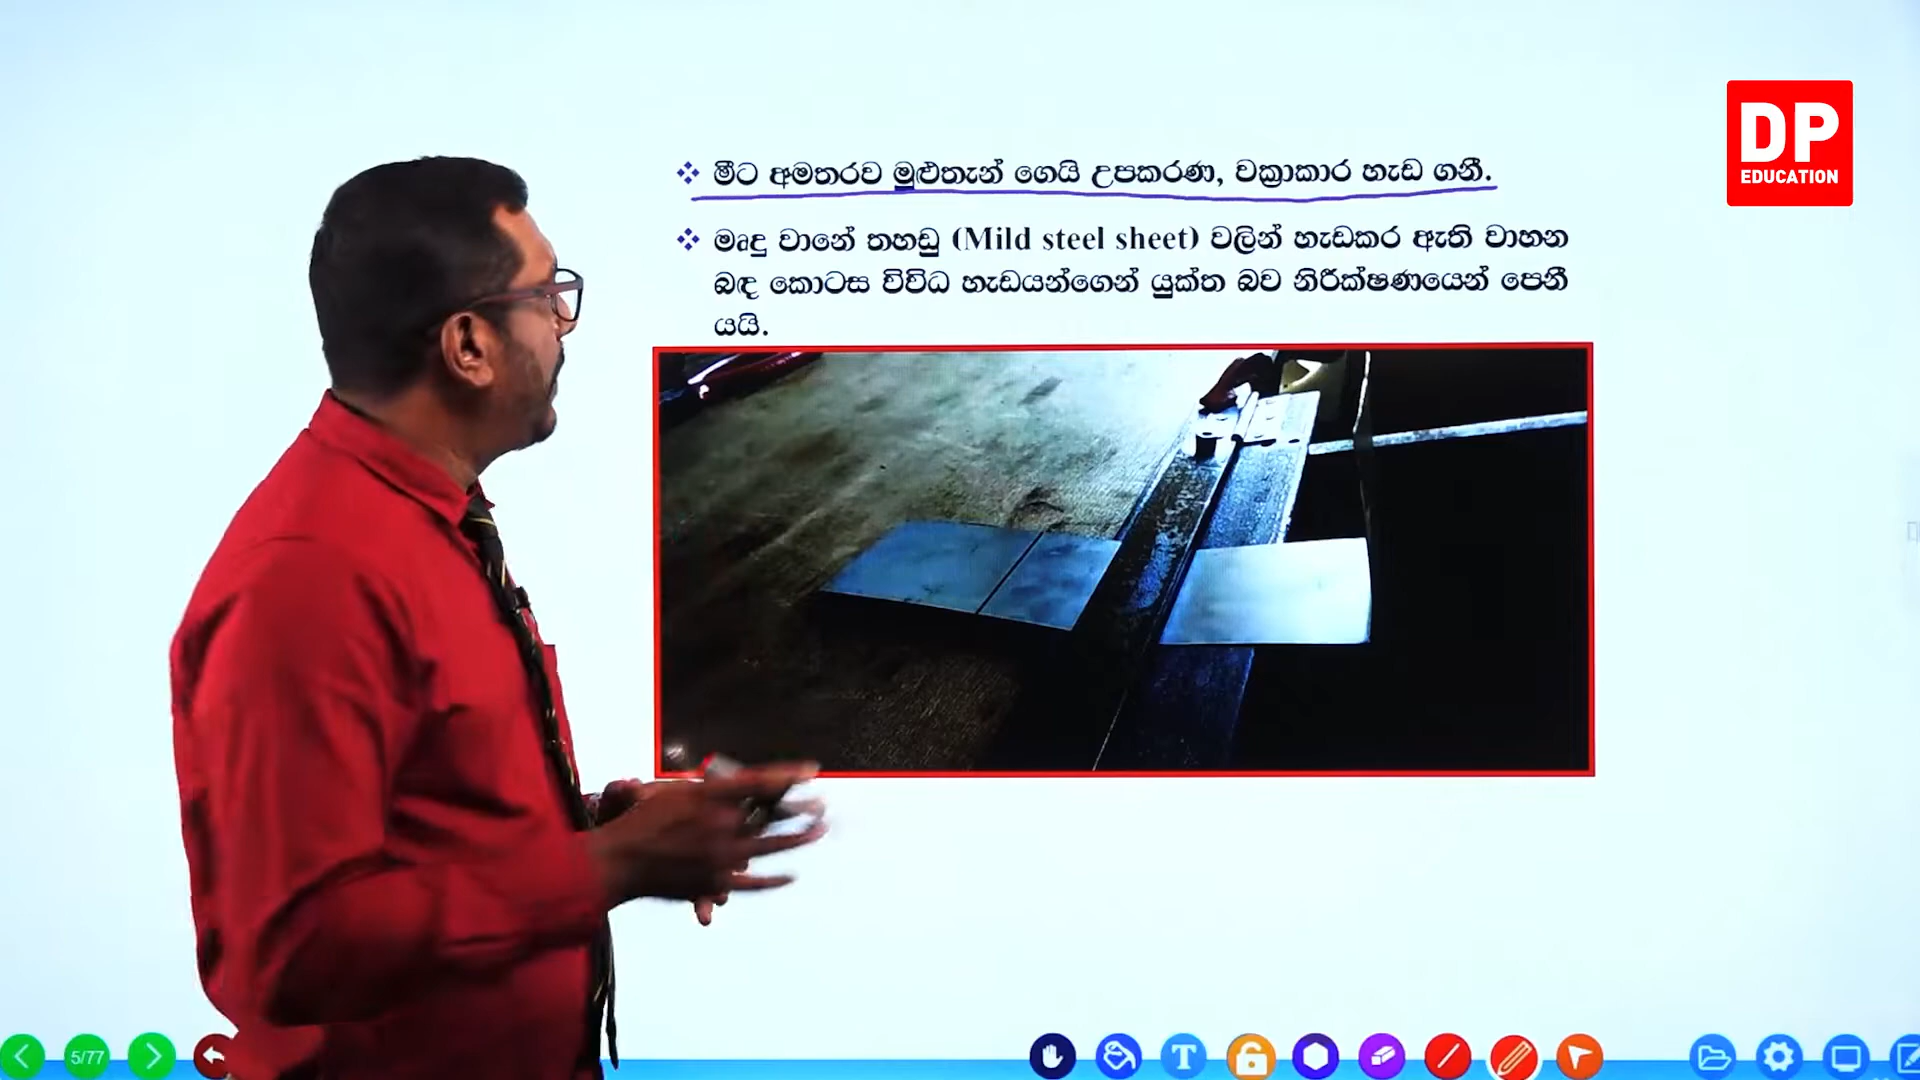 DP
EDUCATION
❖ මීට අමතරව මුළුතැන් ගෙයි උපකරණ, වක්‍රාකාර හැඩ ගනී.
❖ මෘදු වානේ තහඩු (Mild steel sheet) වලින් හැඩකර ඇති වාහන
බඳ කොටස විවිධ හැඩයන්ගෙන් යුක්ත බව නිරීක්ෂණයෙන් පෙනී
යයි.
5/77
T